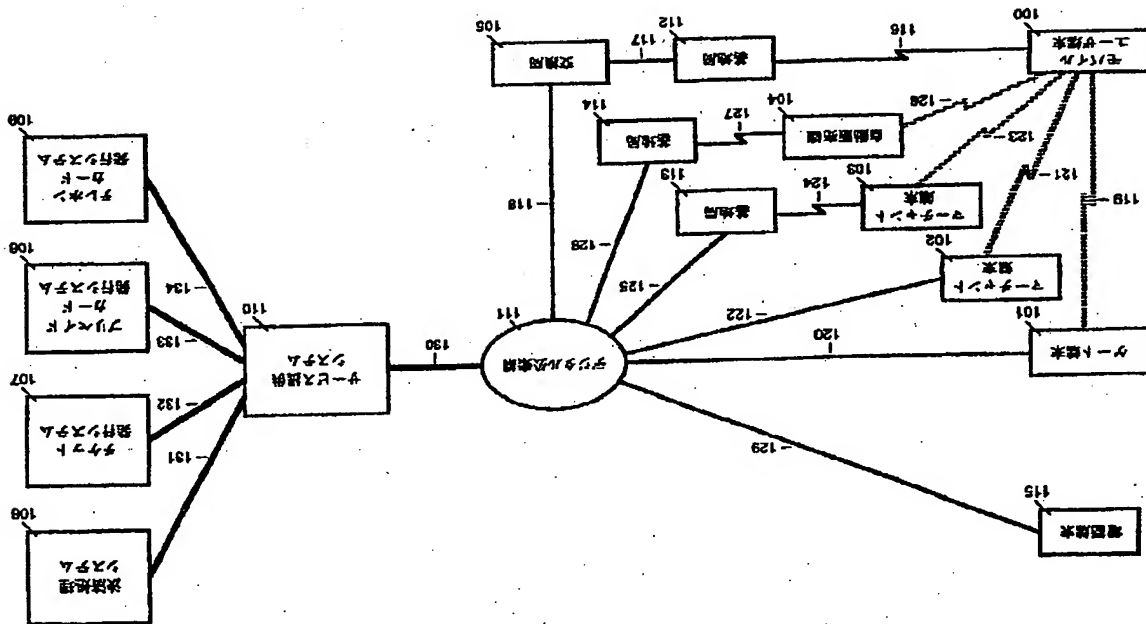 115
電話端末
129
決済処理
システム
106
101
ゲート端末
120
119
102
マーチャント
端末
122
121
103
マーチャント
端末
124
123
113
基地局
125
104
自動販売機
127
126
114
基地局
128
100
モバイル
ユーザ端末
116
112
基地局
117
105
交換局
118
111
デジタル公衆網
130
110
サービス提供
システム
131
132
133
134
107
チケット
発行システム
108
プリペイド
カード
発行システム
109
テレホン
カード
発行システム